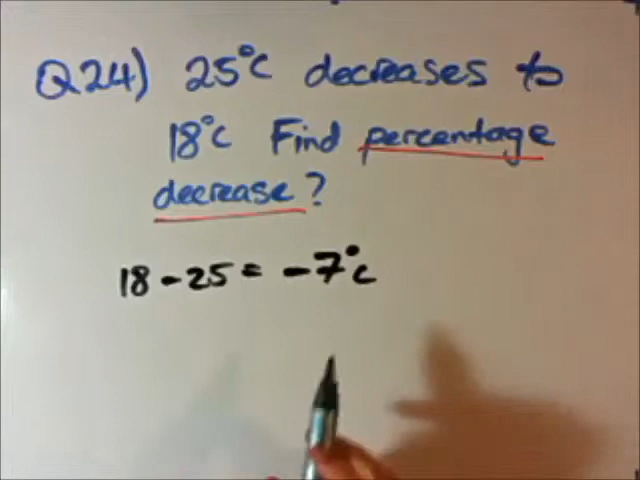 Q24) 25°C decreases to
18°C Find percentage
decrease?
18 - 25 = -7°C